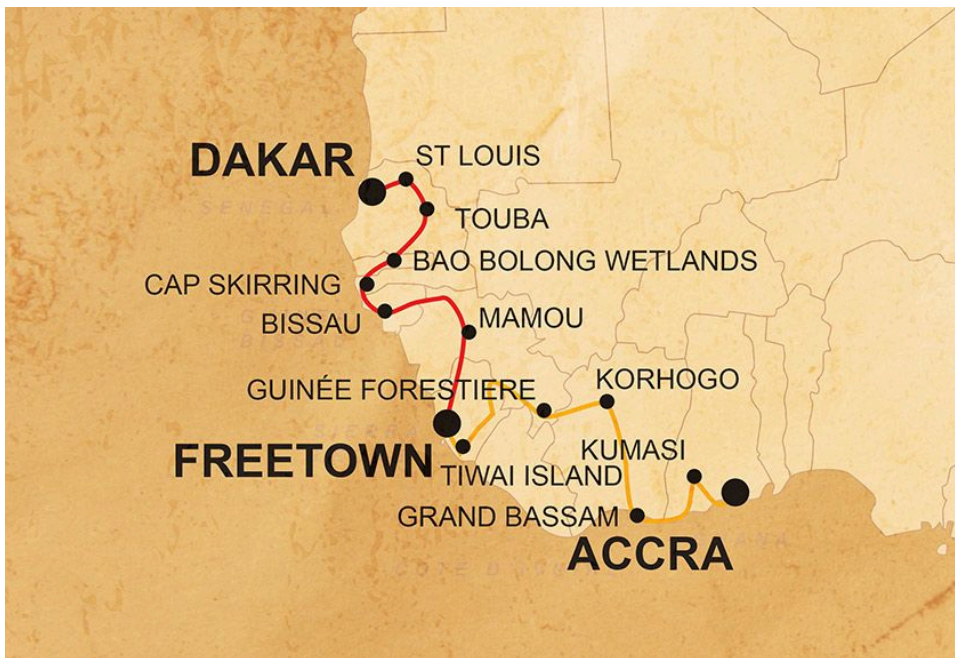 ST LOUIS
DAKAR
SENEGAL
TOUBA
BAO BOLONG WETLANDS
CAP SKIRRING
BISSAU
MAMOU
GUINÉE FORESTIERE
KORHOGO
KUMASI
FREETOWN
TIWAI ISLAND
GRAND BASSAM
ACCRA